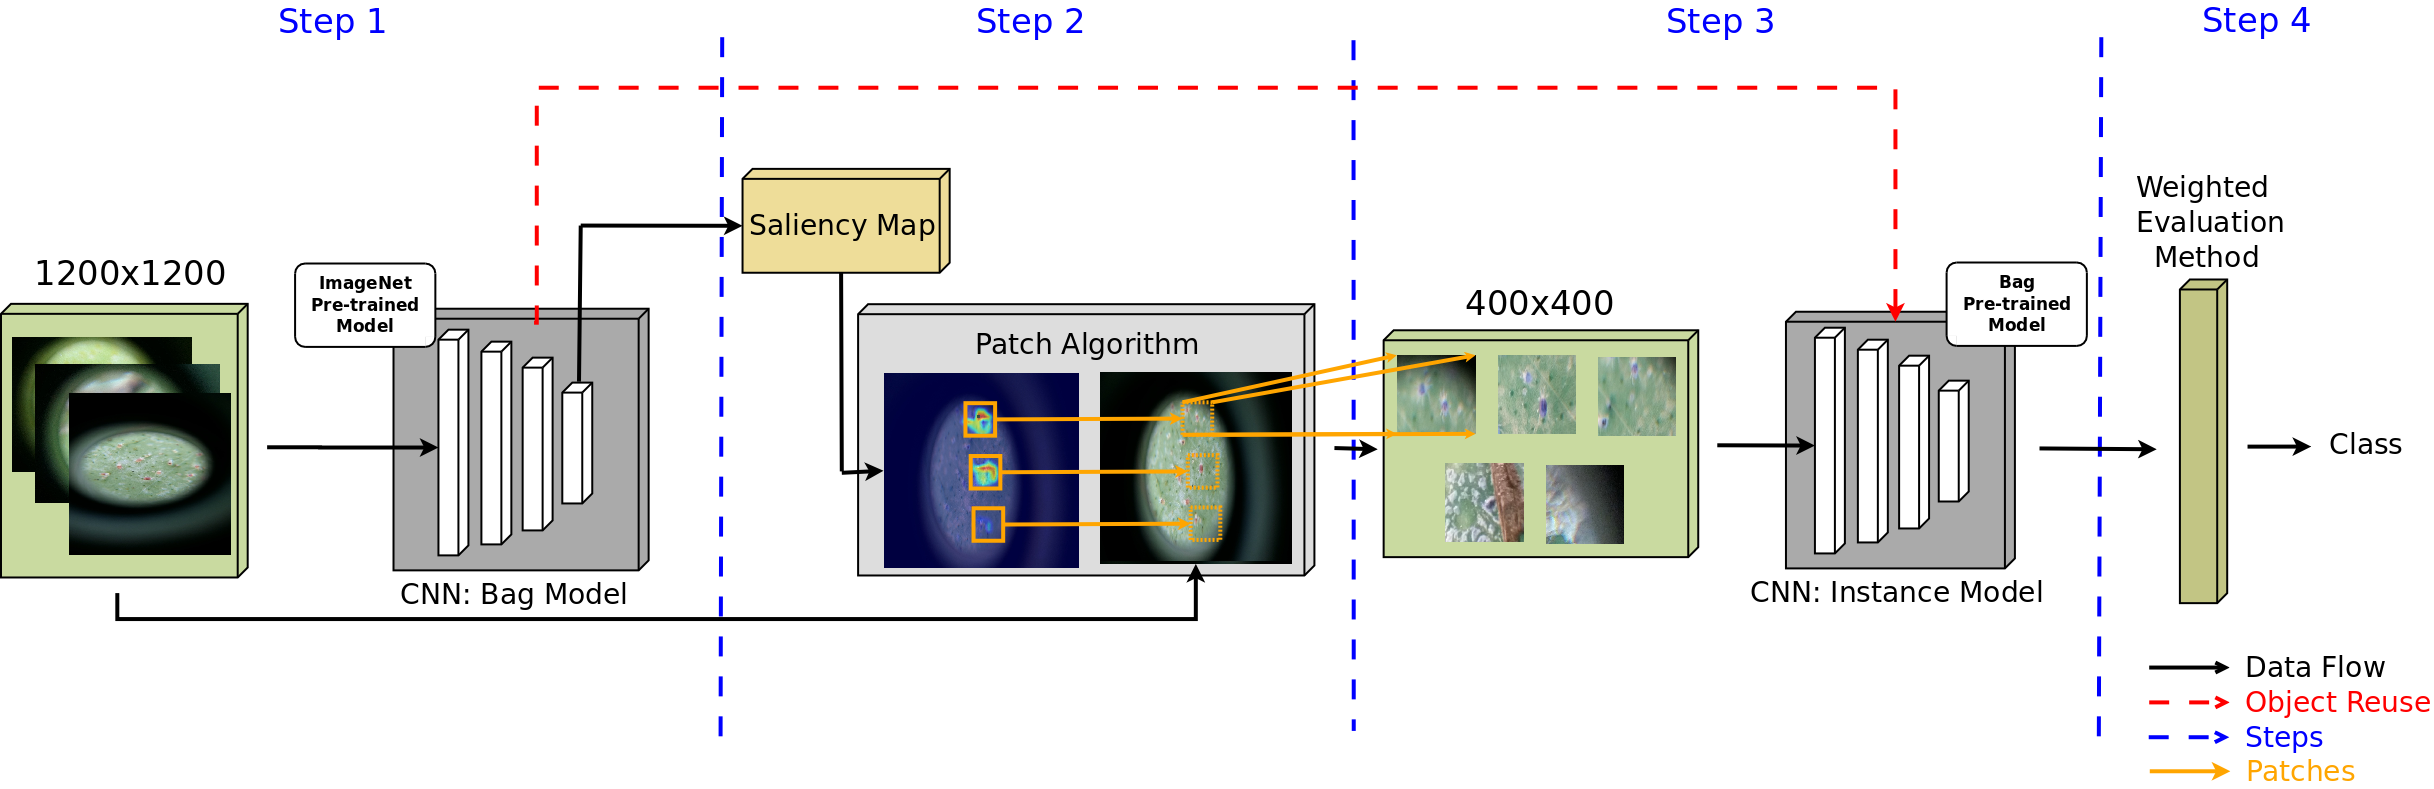 Step 1
Step 2
Step 3
Step 4
1200x1200
ImageNet
Pre-trained
Model
CNN: Bag Model
Saliency Map
Patch Algorithm
400x400
Bag
Pre-trained
Model
CNN: Instance Model
Weighted
Evaluation
Method
Class
Data Flow
Object Reuse
Steps
Patches